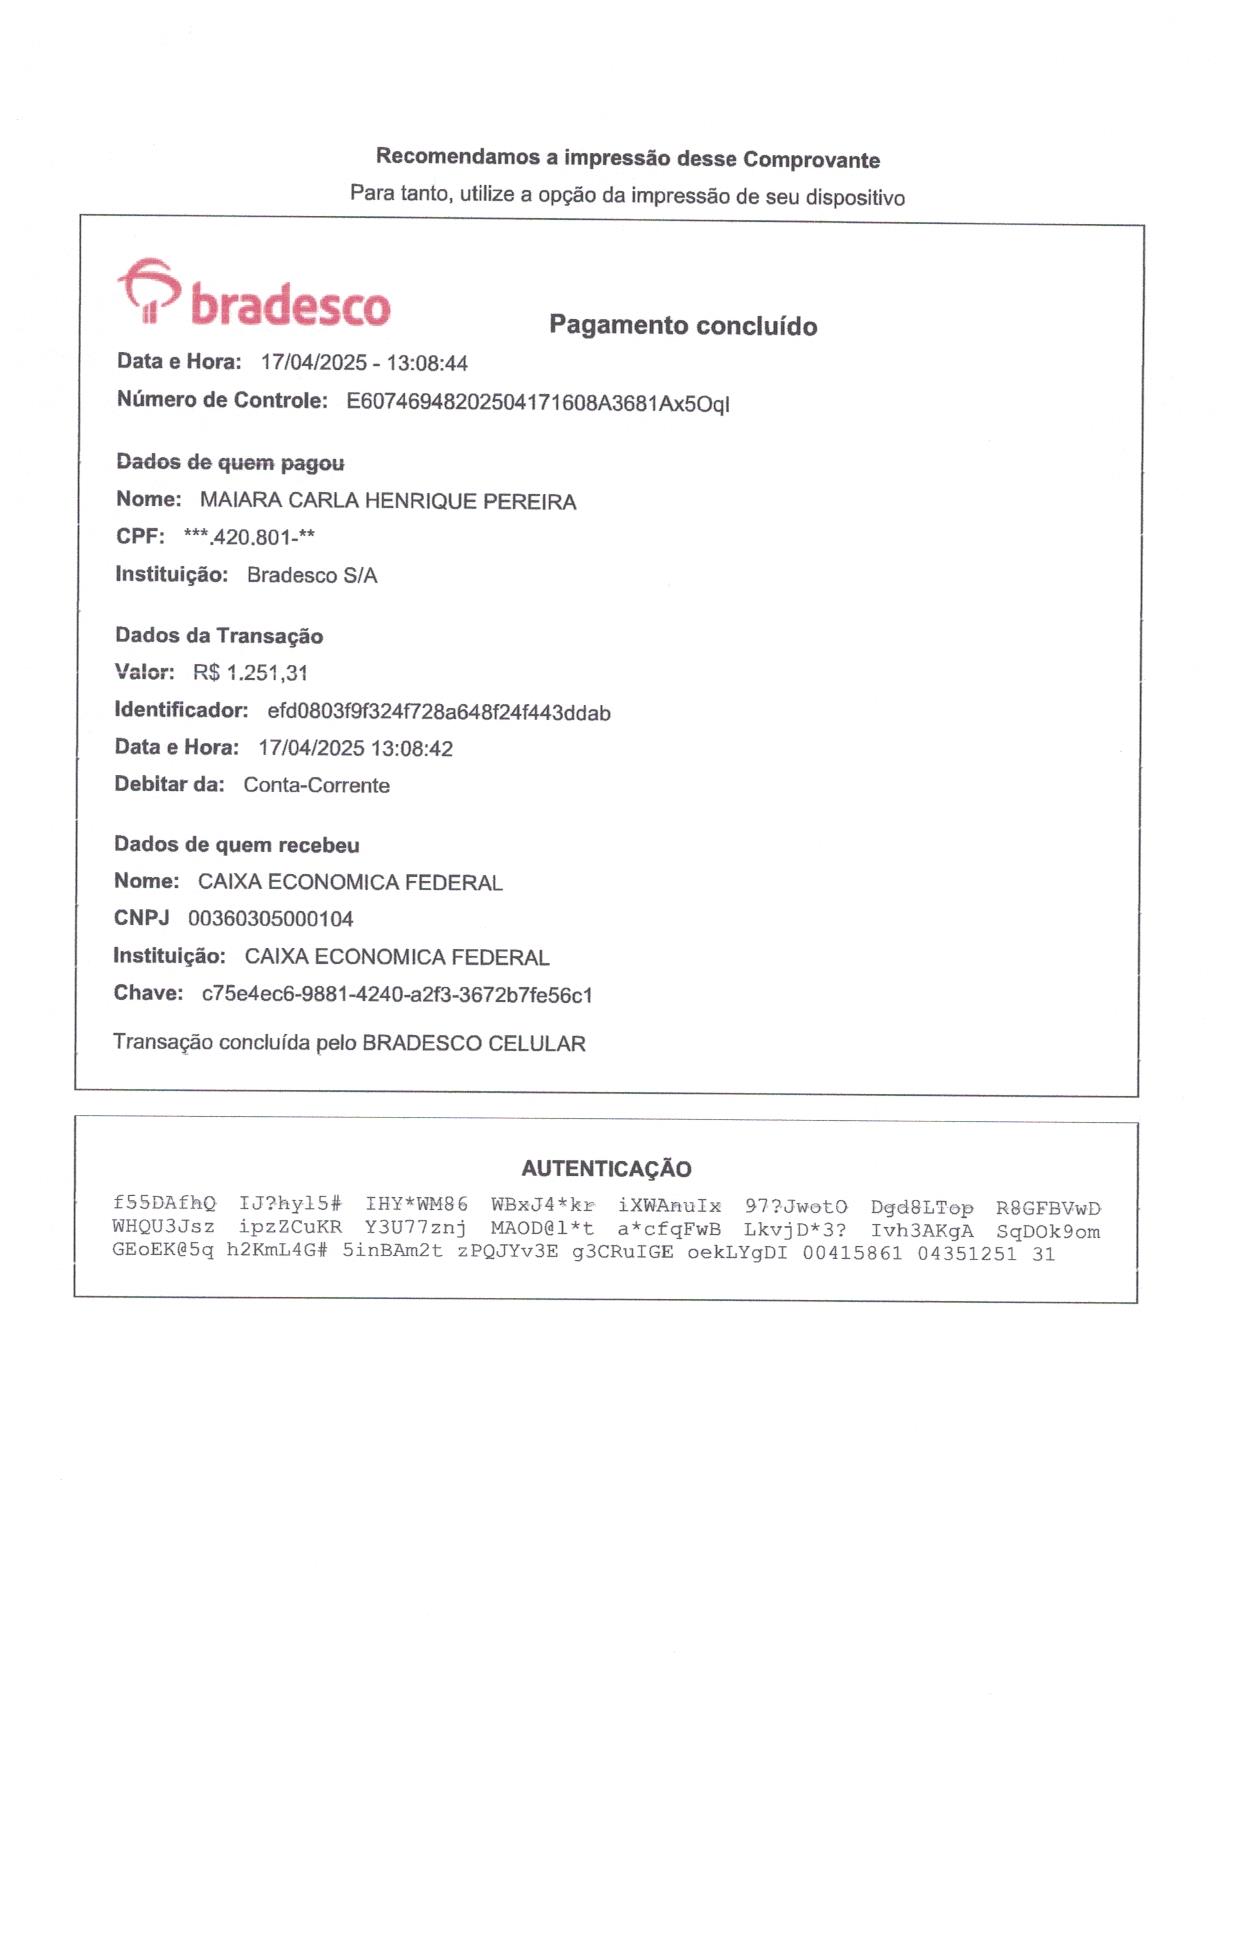 Recomendamos a impressão desse Comprovante
Para tanto, utilize a opção da impressão de seu dispositivo
bradesco
Pagamento concluído
Data e Hora: 17/04/2025 - 13:08:44
Número de Controle: E60746948202504171608A3681Ax5Oql
Dados de quem pagou
Nome: MAIARA CARLA HENRIQUE PEREIRA
CPF: ***.420.801-**
Instituição: Bradesco S/A
Dados da Transação
Valor: R$ 1.251,31
Identificador: efd0803f9f324f728a648f24f443ddab
Data e Hora: 17/04/2025 13:08:42
Debitar da: Conta-Corrente
Dados de quem recebeu
Nome: CAIXA ECONOMICA FEDERAL
CNPJ 00360305000104
Instituição: CAIXA ECONOMICA FEDERAL
Chave: c75e4ec6-9881-4240-a2f3-3672b7fe56c1
Transação concluída pelo BRADESCO CELULAR
AUTENTICAÇÃO
f55DAfhQ IJ?hyl5# IHY*WM86 WBxJ4*kr iXWAnuIx 97?JwotO Dgd8LTop R8GFBVwD
WHQU3Jsz ipzZCuKR Y3U77znj MAOD@l*t a*cfqFwB LkvjD*3? Ivh3AKgA SqDOk9om
GEoEK@5q h2KmL4G# 5inBAm2t zPQJYv3E g3CRuIGE oekLYgDI 00415861 04351251 31